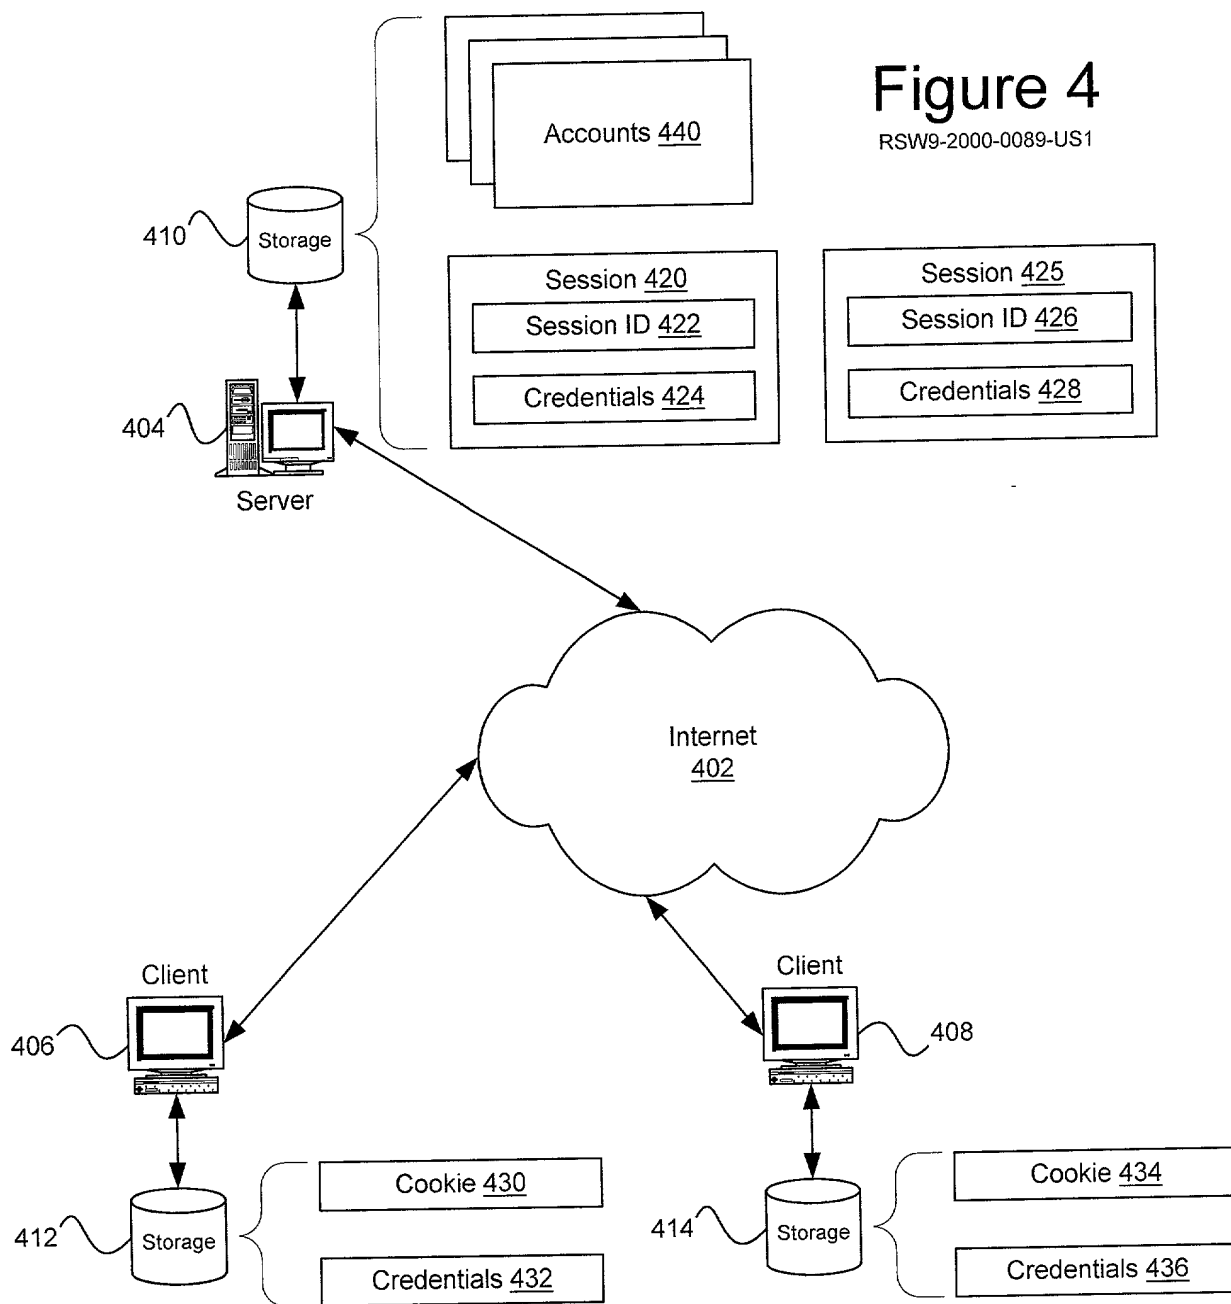 Figure 4
RSW9-2000-0089-US1
Accounts 440
410
Storage
Session 420
Session ID 422
Credentials 424
Session 425
Session ID 426
Credentials 428
404
Server
Internet
402
Client
406
Client
408
412
Storage
Cookie 430
Credentials 432
414
Storage
Cookie 434
Credentials 436